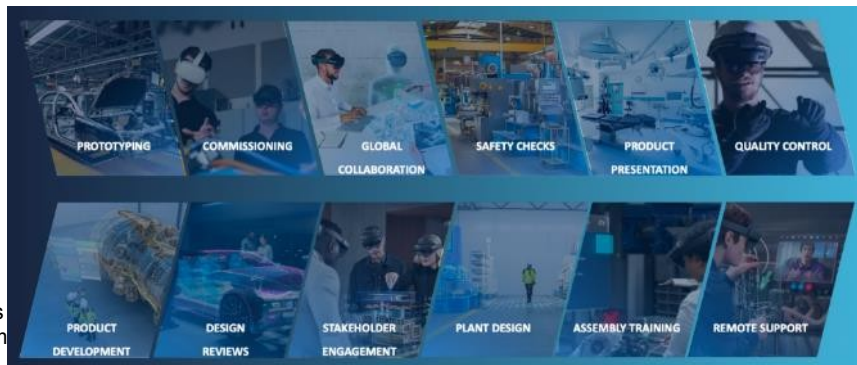 PROTOTYPING
COMMISSIONING
GLOBAL
COLLABORATION
SAFETY CHECKS
PRODUCT
PRESENTATION
QUALITY CONTROL
PRODUCT
DEVELOPMENT
DESIGN
REVIEWS
STAKEHOLDER
ENGAGEMENT
PLANT DESIGN
ASSEMBLY TRAINING
REMOTE SUPPORT